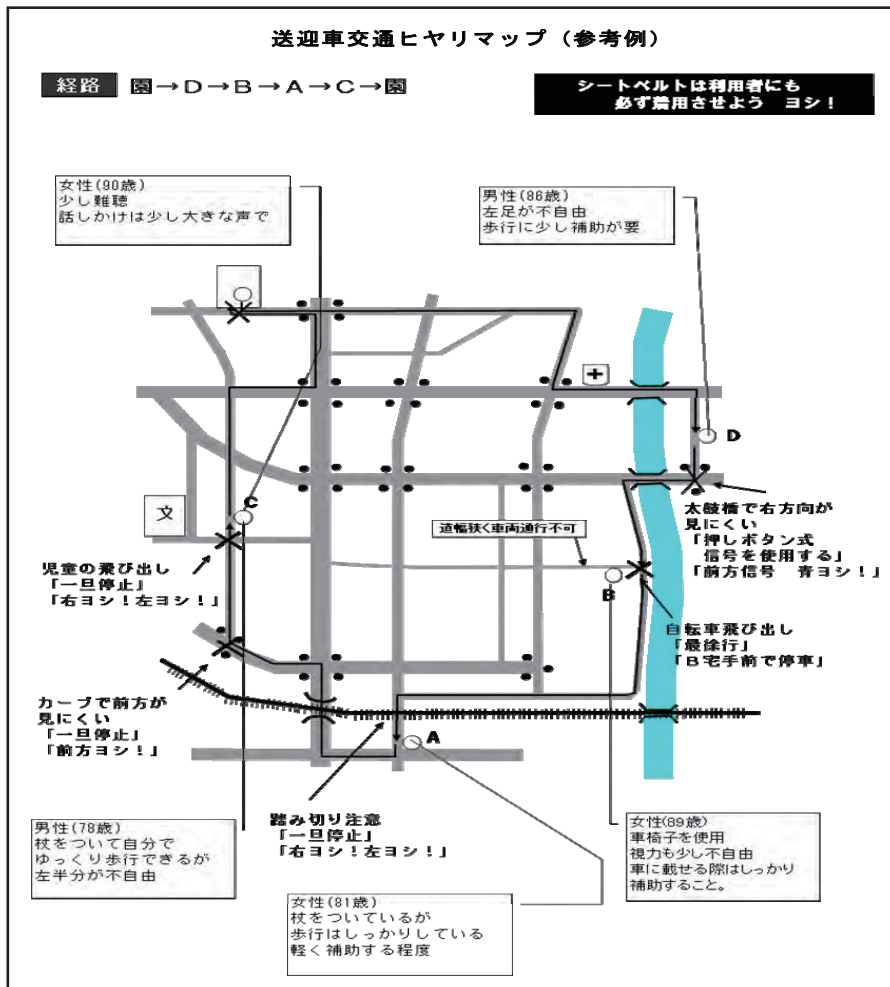 送迎車交通ヒヤリマップ（参考例）
経路 園→D→B→A→C→園
シートベルトは利用者にも
必ず着用させよう ヨシ！
女性(90歳)
少し難聴
話しかけは少し大きな声で
男性(86歳)
左足が不自由
歩行に少し補助が要
D
太鼓橋で右方向が
見にくい
「押しボタン式
信号を使用する」
「前方信号 青ヨシ！」
文
C
道幅狭く車両通行不可
児童の飛び出し
「一旦停止」
「右ヨシ！左ヨシ！」
B
自転車飛び出し
「最徐行」
「B宅手前で停車」
カーブで前方が
見にくい
「一旦停止」
「前方ヨシ！」
A
踏み切り注意
「一旦停止」
「右ヨシ！左ヨシ！」
男性(78歳)
杖をついて自分で
ゆっくり歩行できるが
左半分が不自由
女性(81歳)
杖をついているが
歩行はしっかりしている
軽く補助する程度
女性(89歳)
車椅子を使用
視力も少し不自由
車に載せる際はしっかり
補助すること。